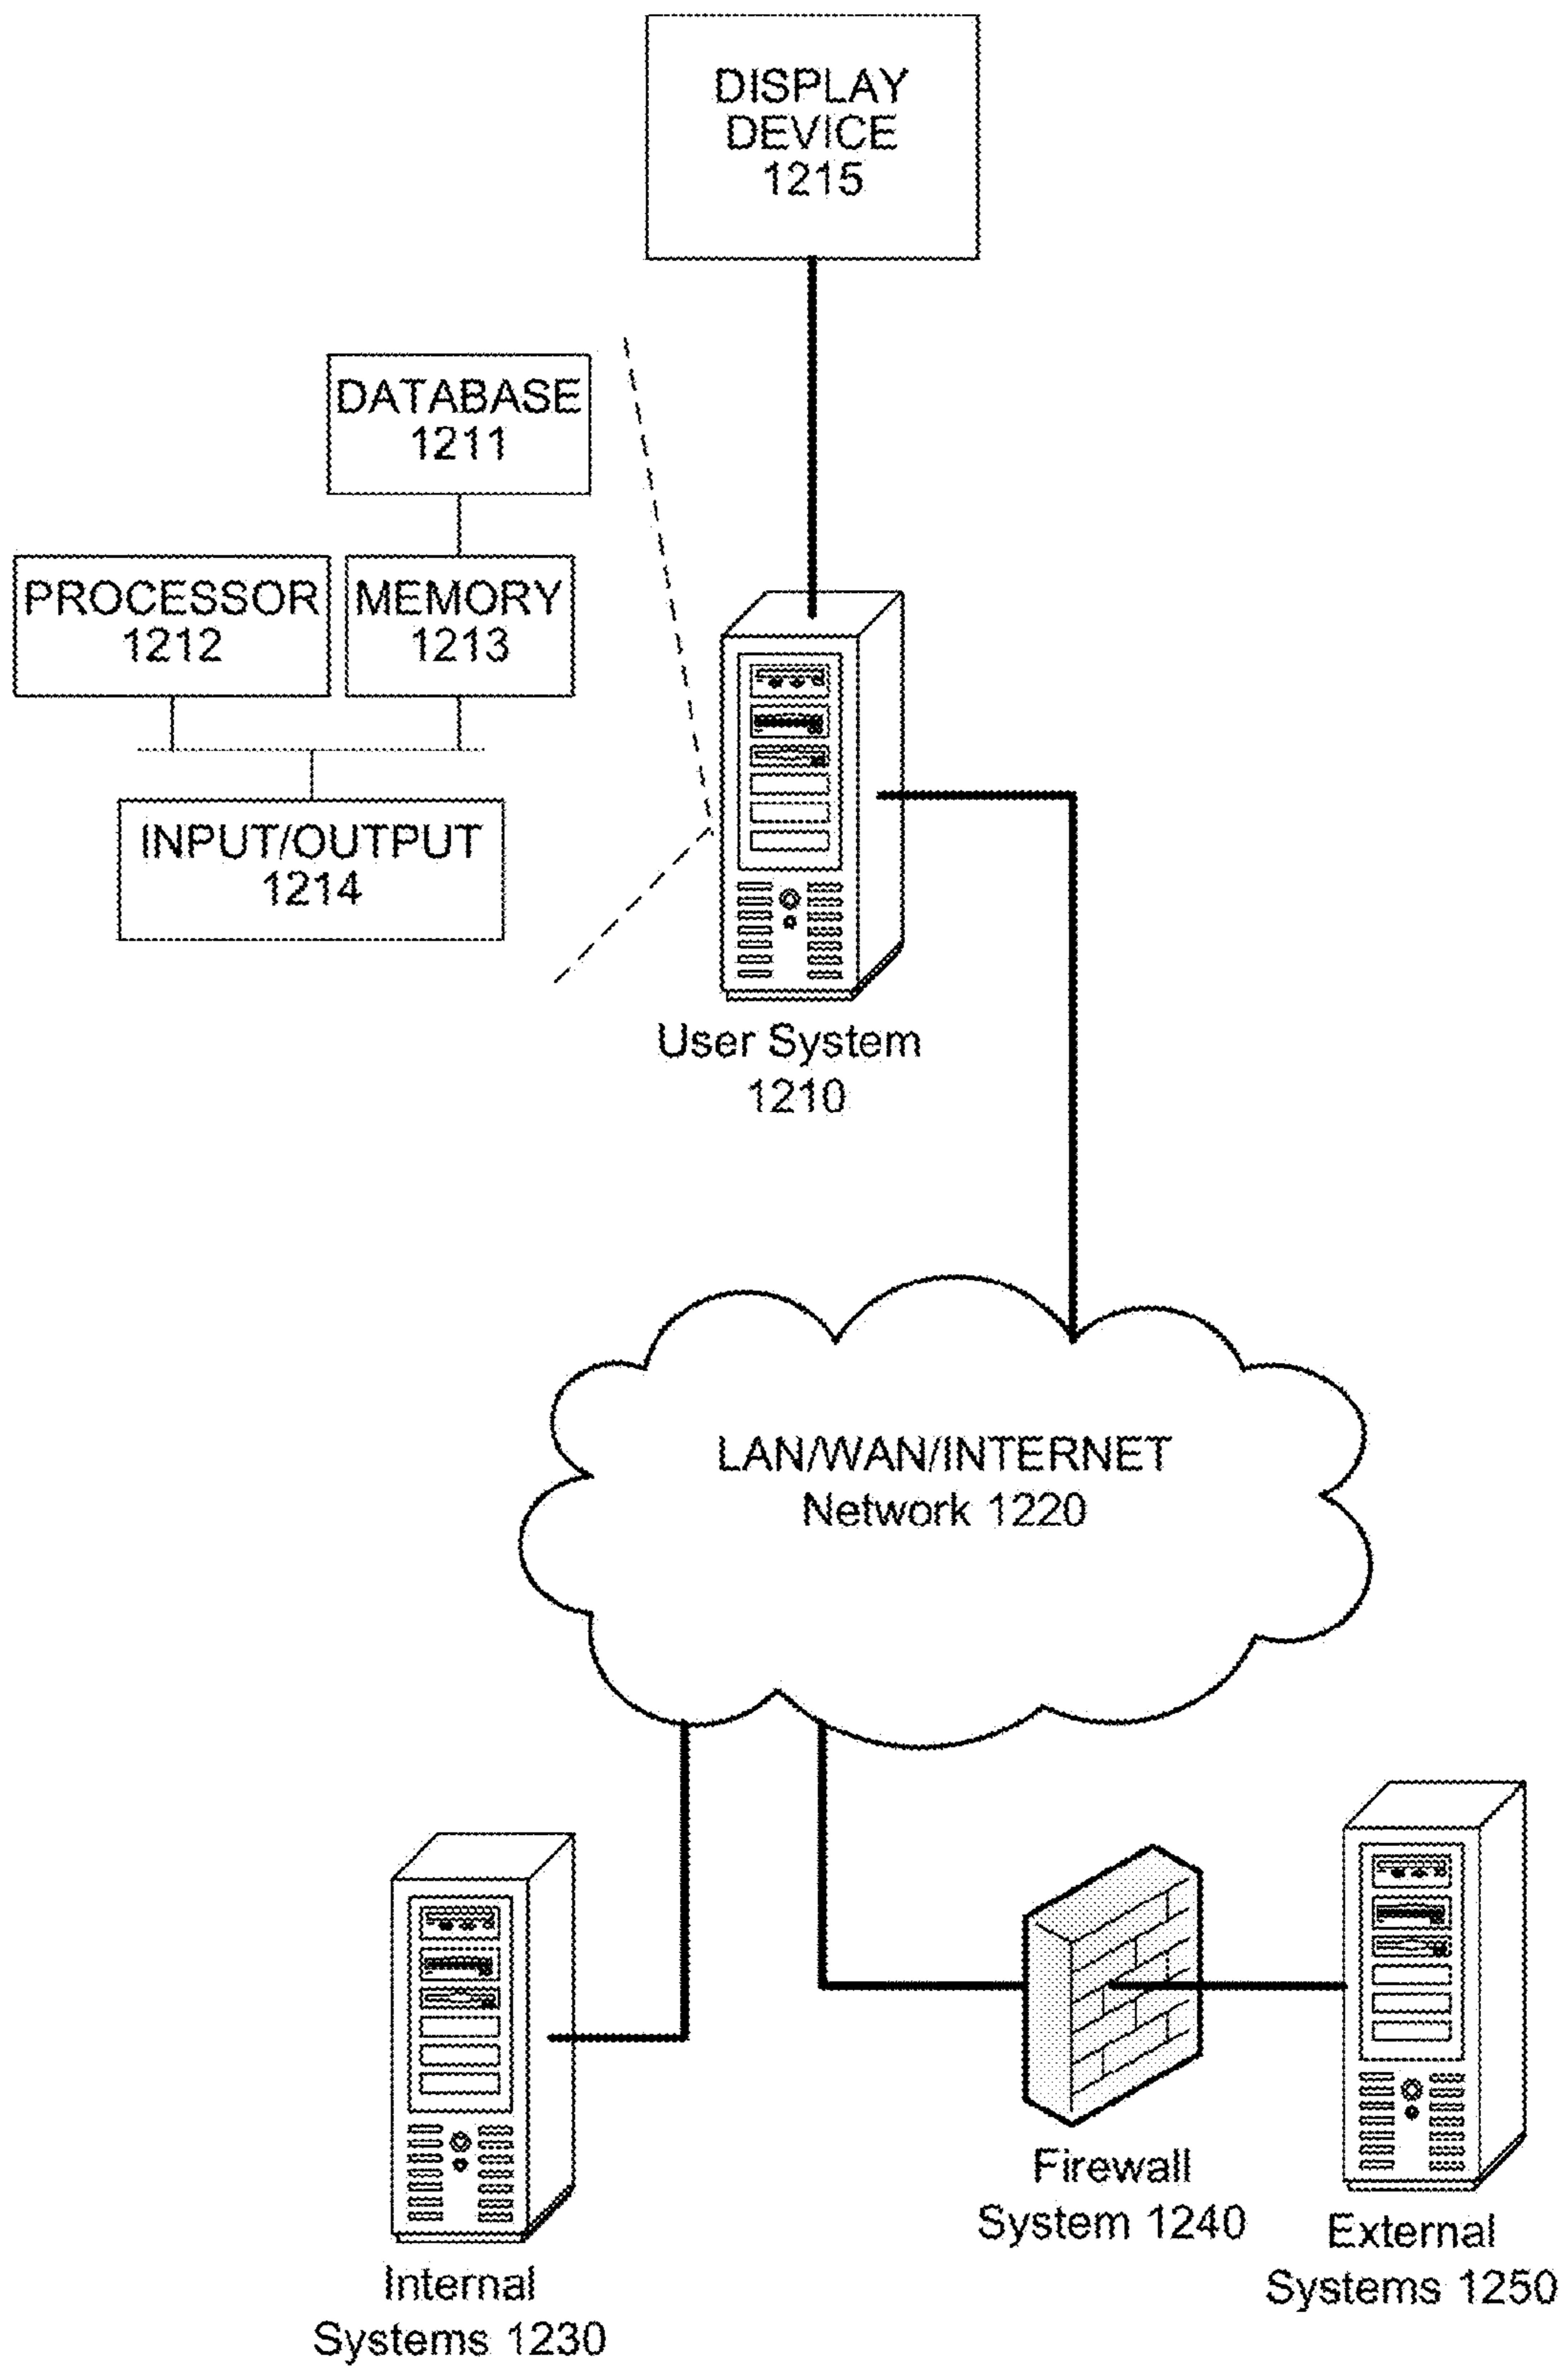 DISPLAY
DEVICE
1215
DATABASE
1211
PROCESSOR
1212
MEMORY
1213
INPUT/OUTPUT
1214
User System
1210
LAN/WAN/INTERNET
Network 1220
Firewall
System 1240
External
Systems 1250
Internal
Systems 1230